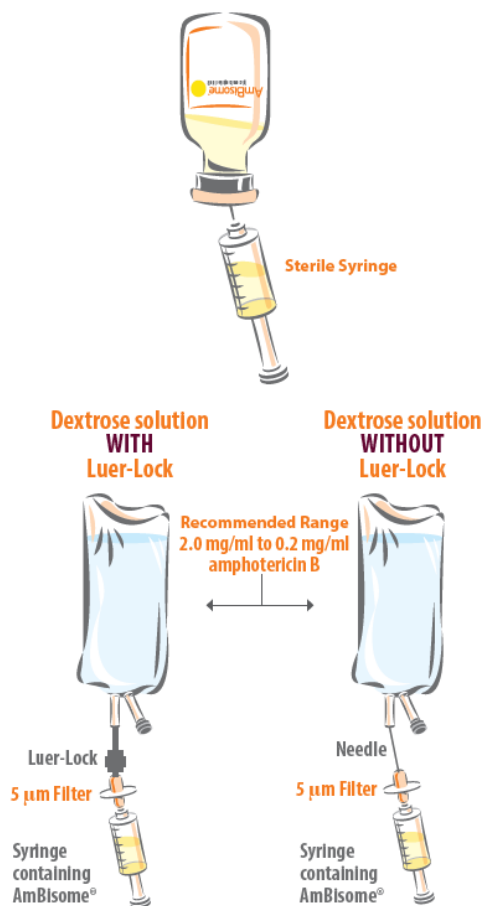 AmBisome
Sterile Syringe
Dextrose solution
WITH
Luer-Lock
Dextrose solution
WITHOUT
Luer-Lock
Recommended Range
2.0 mg/ml to 0.2 mg/ml
amphotericin B
Luer-Lock
5 μm Filter
Syringe
containing
AmBisome®
Needle
5 μm Filter
Syringe
containing
AmBisome®